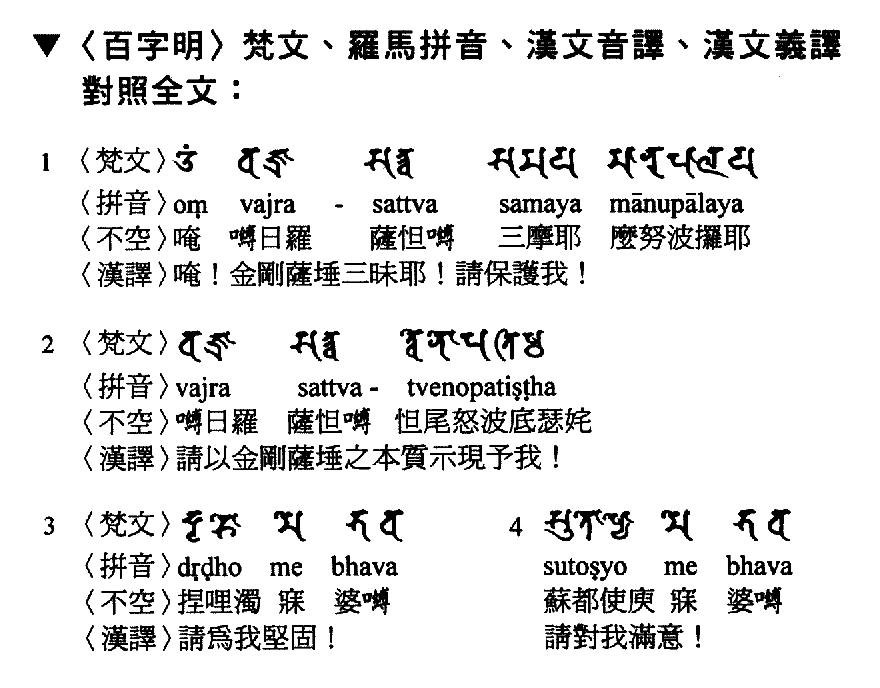 ▼〈百字明〉梵文、羅馬拼音、漢文音譯、漢文義譯
對照全文：
1 〈梵文〉
〈拼音〉oṃ vajra - sattva samaya mānupālaya
〈不空〉唵 嚩日羅 薩怛嚩 三摩耶 麼努波攞耶
〈漢譯〉唵！金剛薩埵三昧耶！請保護我！
2 〈梵文〉
〈拼音〉vajra sattva - tvenopatiṣṭha
〈不空〉嚩日羅 薩怛嚩 怛尾怒波底瑟姹
〈漢譯〉請以金剛薩埵之本質示現予我！
3 〈梵文〉
〈拼音〉dṛḍho me bhava
〈不空〉捏哩濁 寐 婆嚩
〈漢譯〉請爲我堅固！
4
sutoṣyo me bhava
蘇都使庾 寐 婆嚩
請對我滿意！